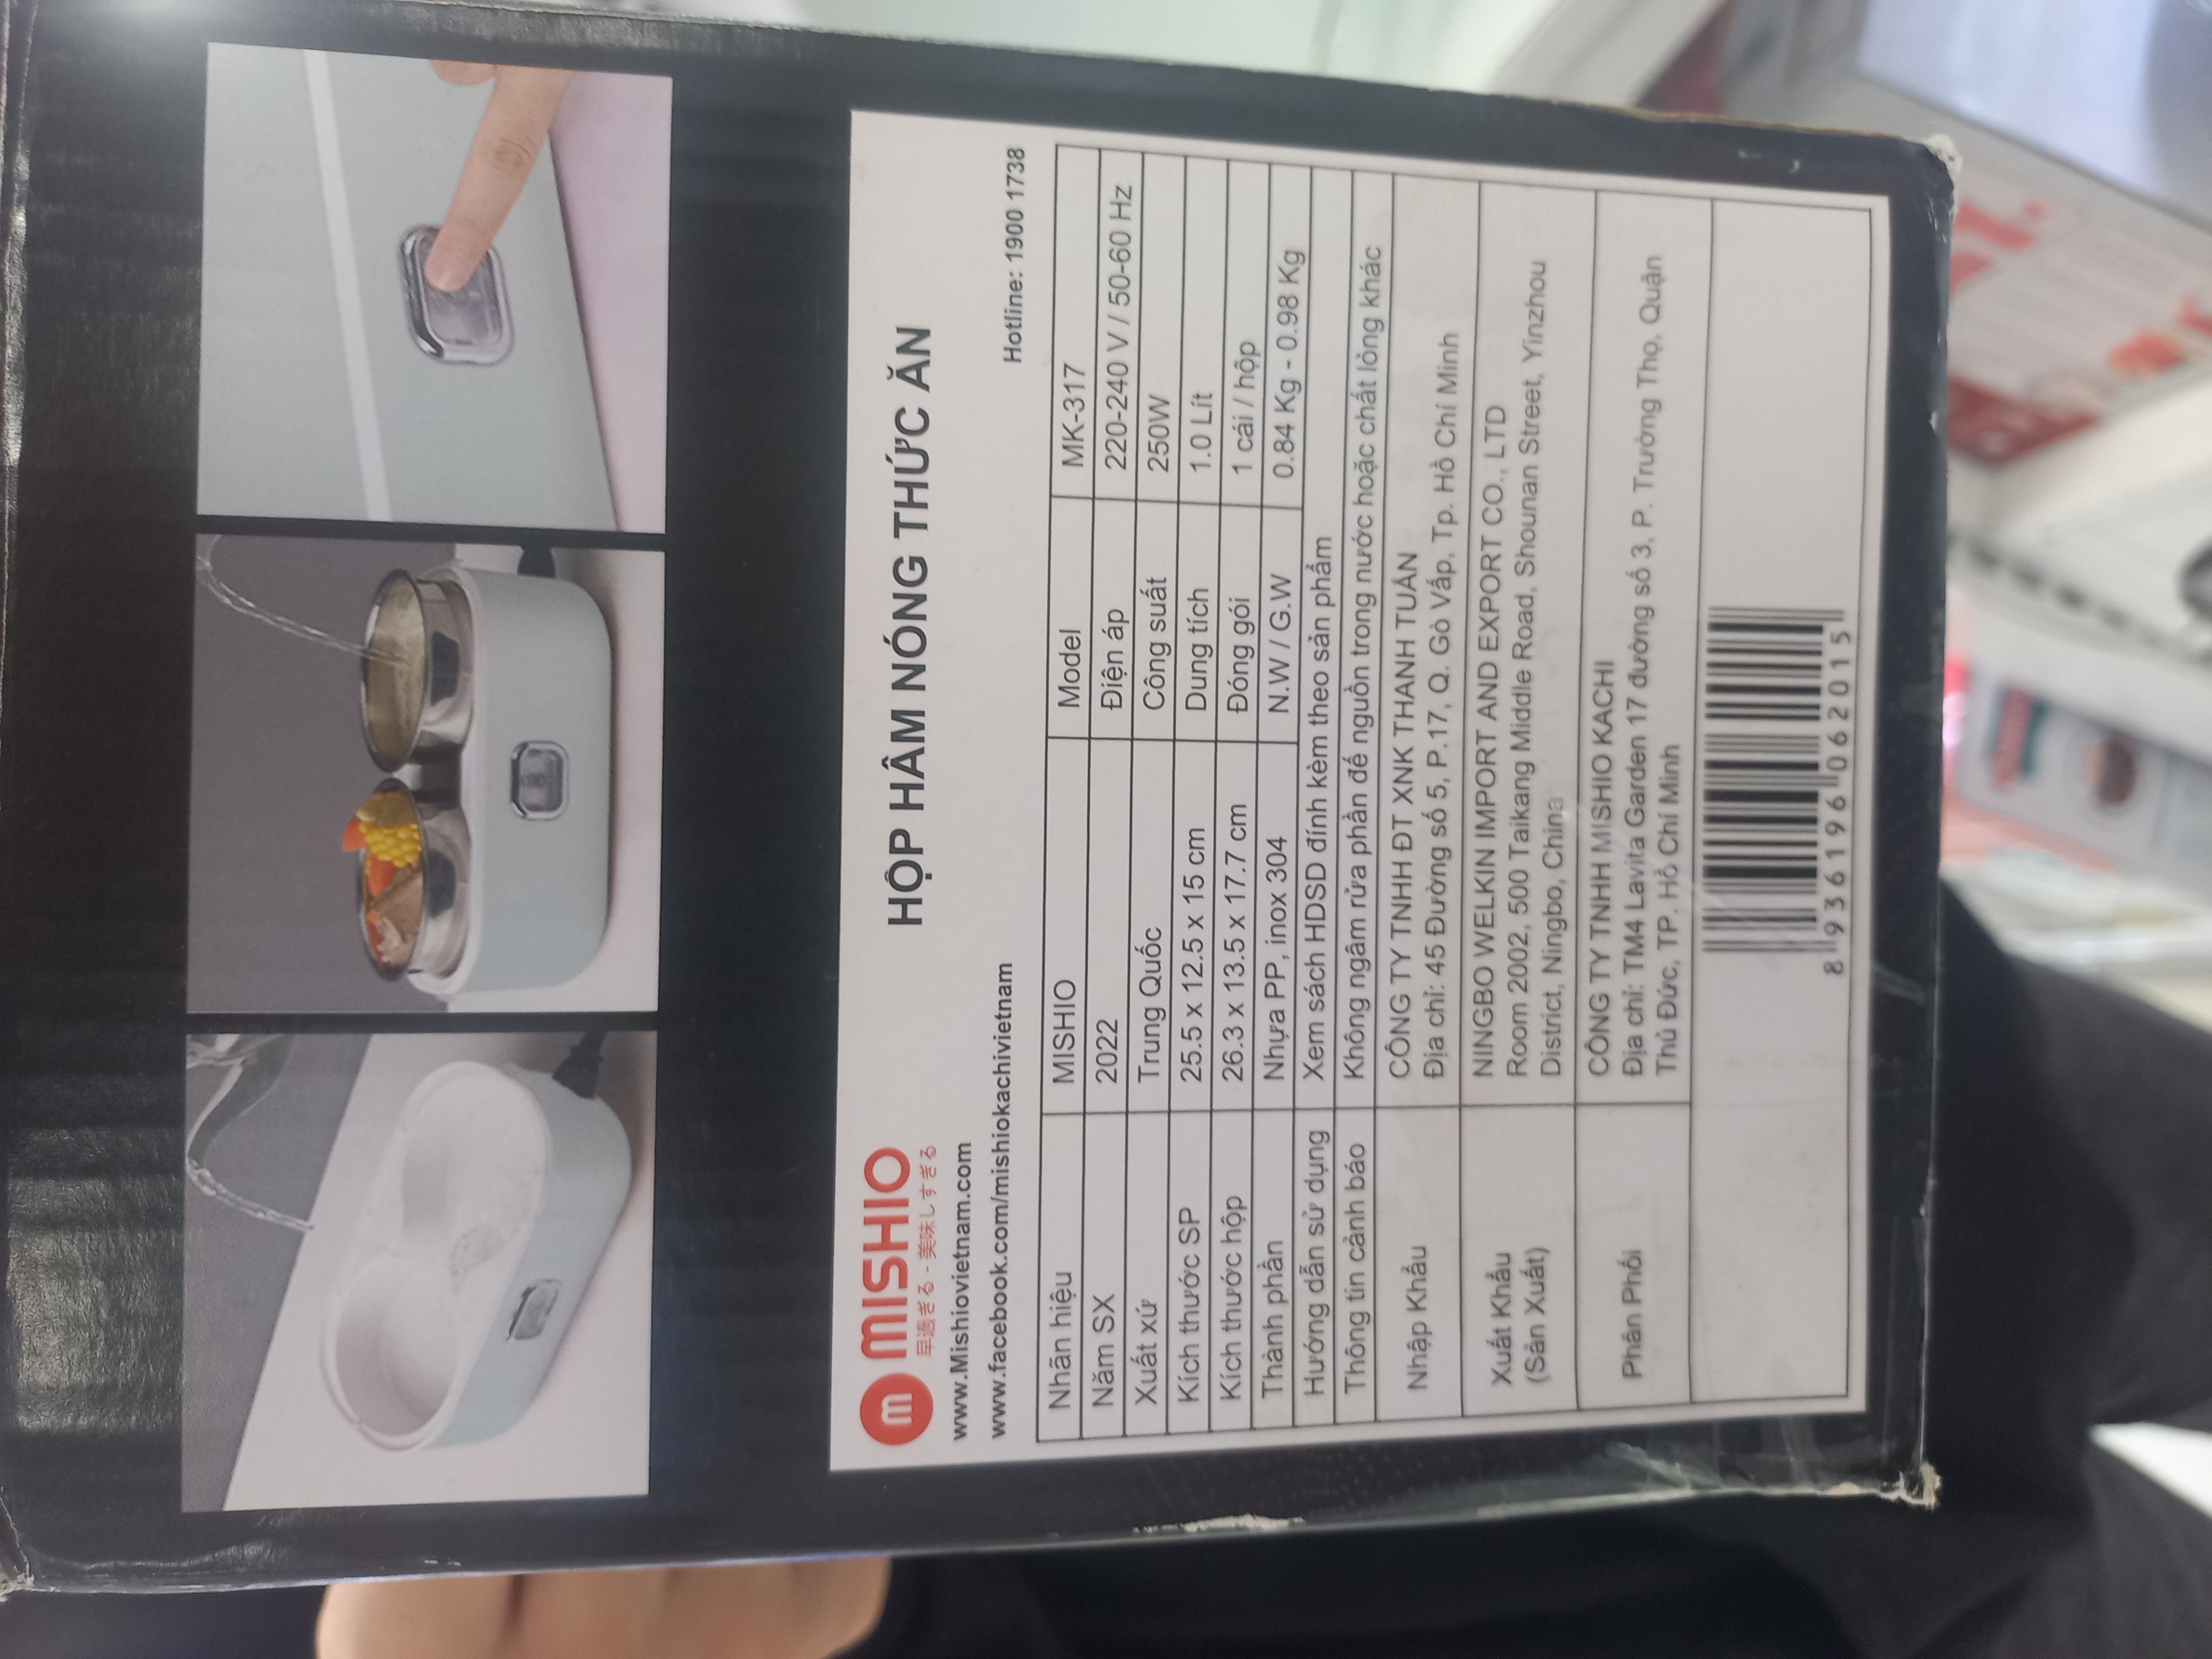 m MISHIO
早過ぎる - 美味しすぎる
HỘP HÂM NÓNG THỨC ĂN
www.Mishiovietnam.com
www.facebook.com/mishiokachivietnam
Hotline: 1900 1738
Nhãn hiệu MISHIO Model MK-317
Năm SX 2022 Điện áp 220-240 V / 50-60 Hz
Xuất xứ Trung Quốc Công suất 250W
Kích thước SP 25.5 x 12.5 x 15 cm Dung tích 1.0 Lít
Kích thước hộp 26.3 x 13.5 x 17.7 cm Đóng gói 1 cái / hộp
Thành phần Nhựa PP, inox 304 N.W / G.W 0.84 Kg - 0.98 Kg
Hướng dẫn sử dụng Xem sách HDSD đính kèm theo sản phẩm
Thông tin cảnh báo Không ngâm rửa phần đế nguồn trong nước hoặc chất lỏng khác
Nhập Khẩu
CÔNG TY TNHH ĐT XNK THANH TUẤN
Địa chỉ: 45 Đường số 5, P.17, Q. Gò Vấp, Tp. Hồ Chí Minh
Xuất Khẩu
(Sản Xuất)
NINGBO WELKIN IMPORT AND EXPORT CO., LTD
Room 2002, 500 Taikang Middle Road, Shounan Street, Yinzhou
District, Ningbo, China
Phân Phối
CÔNG TY TNHH MISHIO KACHI
Địa chỉ: TM4 Lavita Garden 17 đường số 3, P. Trường Thọ, Quận
Thủ Đức, TP. Hồ Chí Minh
8 936196 062015